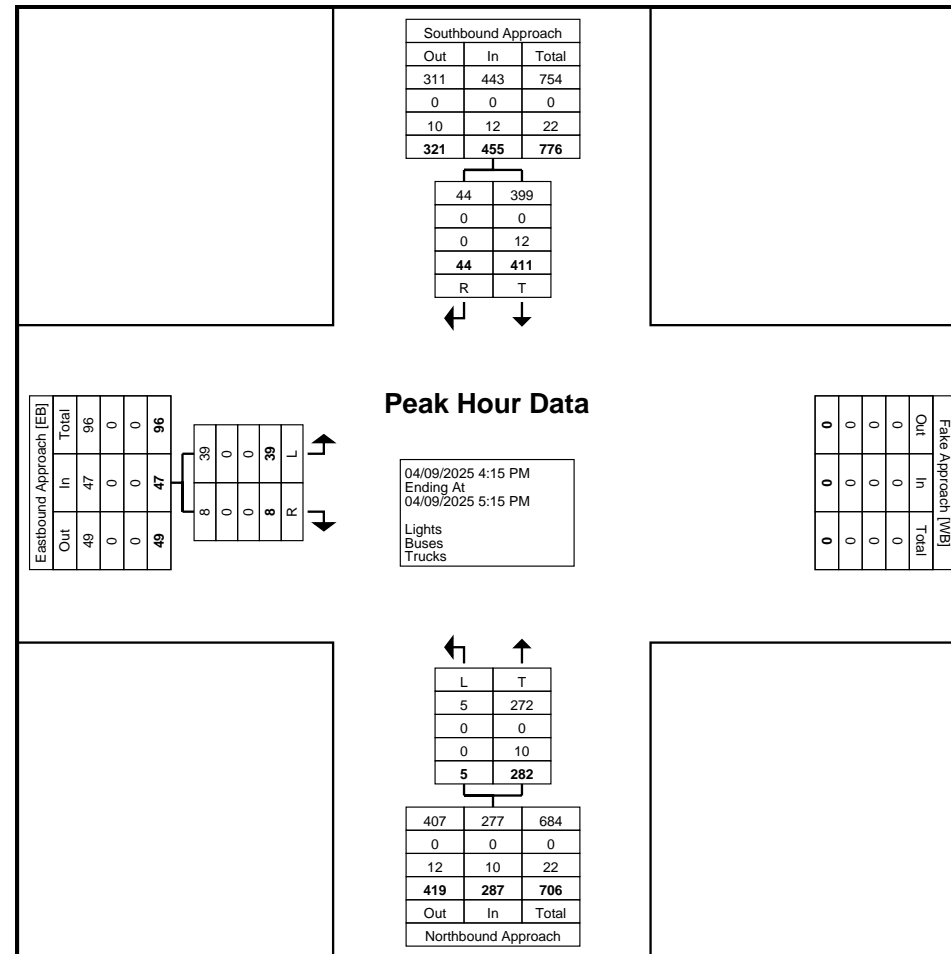 Southbound Approach
Out In Total
311 443 754
0 0 0
10 12 22
321 455 776
44 399
0 0
0 12
44 411
R T
Peak Hour Data
Eastbound Approach [EB]
Out In Total
49 47 96
0 0 0
0 0 0
49 47 49
8 39
0 0
0 0
8 39
R L
04/09/2025 4:15 PM
Ending At
04/09/2025 5:15 PM
Lights
Buses
Trucks
Fake Approach [WB]
Out In Total
0 0 0
0 0 0
0 0 0
0 0 0
L T
5 272
0 0
0 10
5 282
407 277 684
0 0 0
12 10 22
419 287 706
Out In Total
Northbound Approach